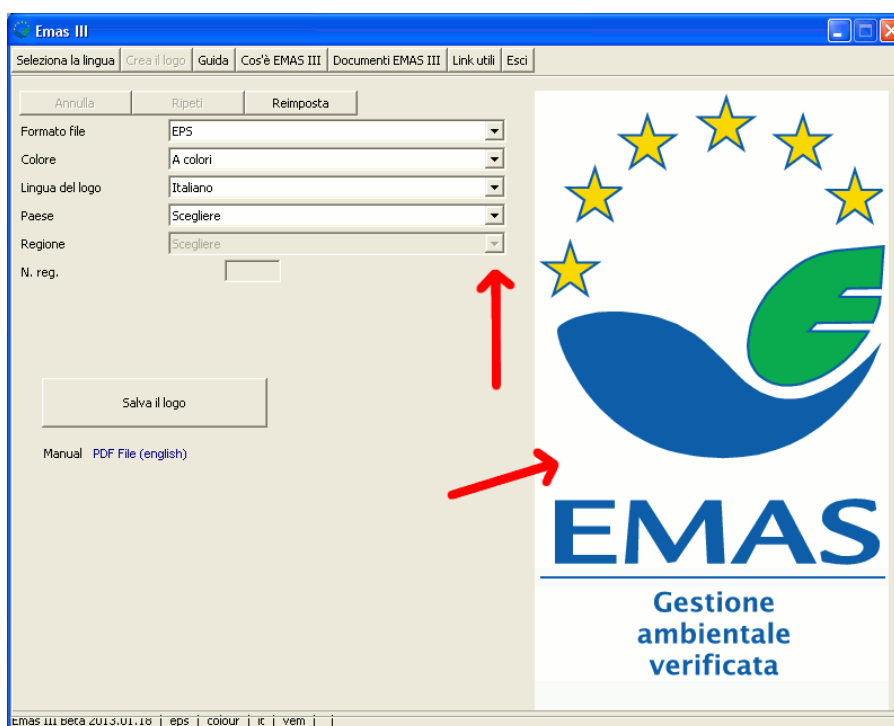 Emas III
Seleziona la lingua Crea il logo Guida Cos'è EMAS III Documenti EMAS III Link utili Esci
Annulla Ripeti Reimposta
Formato file EPS
Colore A colori
Lingua del logo Italiano
Paese Scegliere
Regione Scegliere
N. reg.
Salva il logo
Manual PDF File (english)
EMAS
Gestione
ambientale
verificata
Emas III Beta 2013.01.18 | eps | colour | it | vem | |